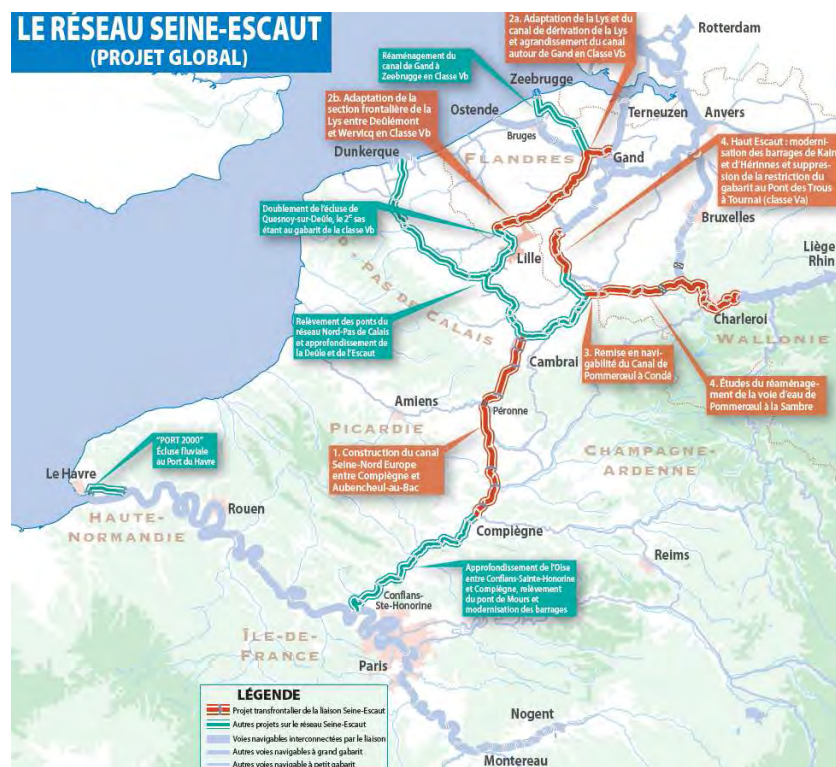 LE RÉSEAU SEINE-ESCAUT
(PROJET GLOBAL)
Réaménagement du
canal de Gand à
Zeebrugge en Classe Vb
2a. Adaptation de la Lys et du
canal de dérivation de la Lys
et agrandissement du canal
autour de Gand en Classe Vb
Rotterdam
Zeebrugge
2b. Adaptation de la
section frontalière de la
Lys entre Deûlémont
et Wervicq en Classe Vb
Ostende
Bruges
Terneuzen
Anvers
Dunkerque
FLANDRES
Gand
4. Haut Escaut : moderni-
sation des barrages de Kain
et d'Hérinnes et suppres-
sion de la restriction du
gabarit au Pont des Trous
à Tournai (classe Va)
Bruxelles
Doublement de l'écluse de
Quesnoy-sur-Deûle, le 2e sas
étant au gabarit de la classe Vb
Lille
Liège
Rhin
PAS DE CALAIS
Relèvement des ponts du
réseau Nord-Pas de Calais
et approfondissement de
la Deûle et de l'Escaut
Charleroi
WALLONIE
Cambrai
3. Remise en navi-
gabilité du Canal de
Pommerœul à Condé
4. Études du réaménage-
ment de la voie d'eau de
Pommerœul à la Sambre
Amiens
Péronne
PICARDIE
"PORT 2000"
Écluse fluviale
au Port du Havre
1. Construction du canal
Seine-Nord Europe
entre Compiègne et
Aubencheul-au-Bac
CHAMPAGNE-
ARDENNE
Le Havre
Rouen
HAUTE-
NORMANDIE
Compiègne
Reims
Approfondissement de l'Oise
entre Conflans-Sainte-Honorine
et Compiègne, relèvement
du pont de Mours et
modernisation des barrages
Conflans-
Ste-Honorine
ÎLE-DE-
FRANCE
Paris
LÉGENDE
Projet transfrontalier de la liaison Seine-Escaut
Autres projets sur le réseau Seine-Escaut
Voies navigables interconnectées par le liaison
Autres voies navigables à grand gabarit
Autres voies navigable à petit gabarit
Nogent
Montereau